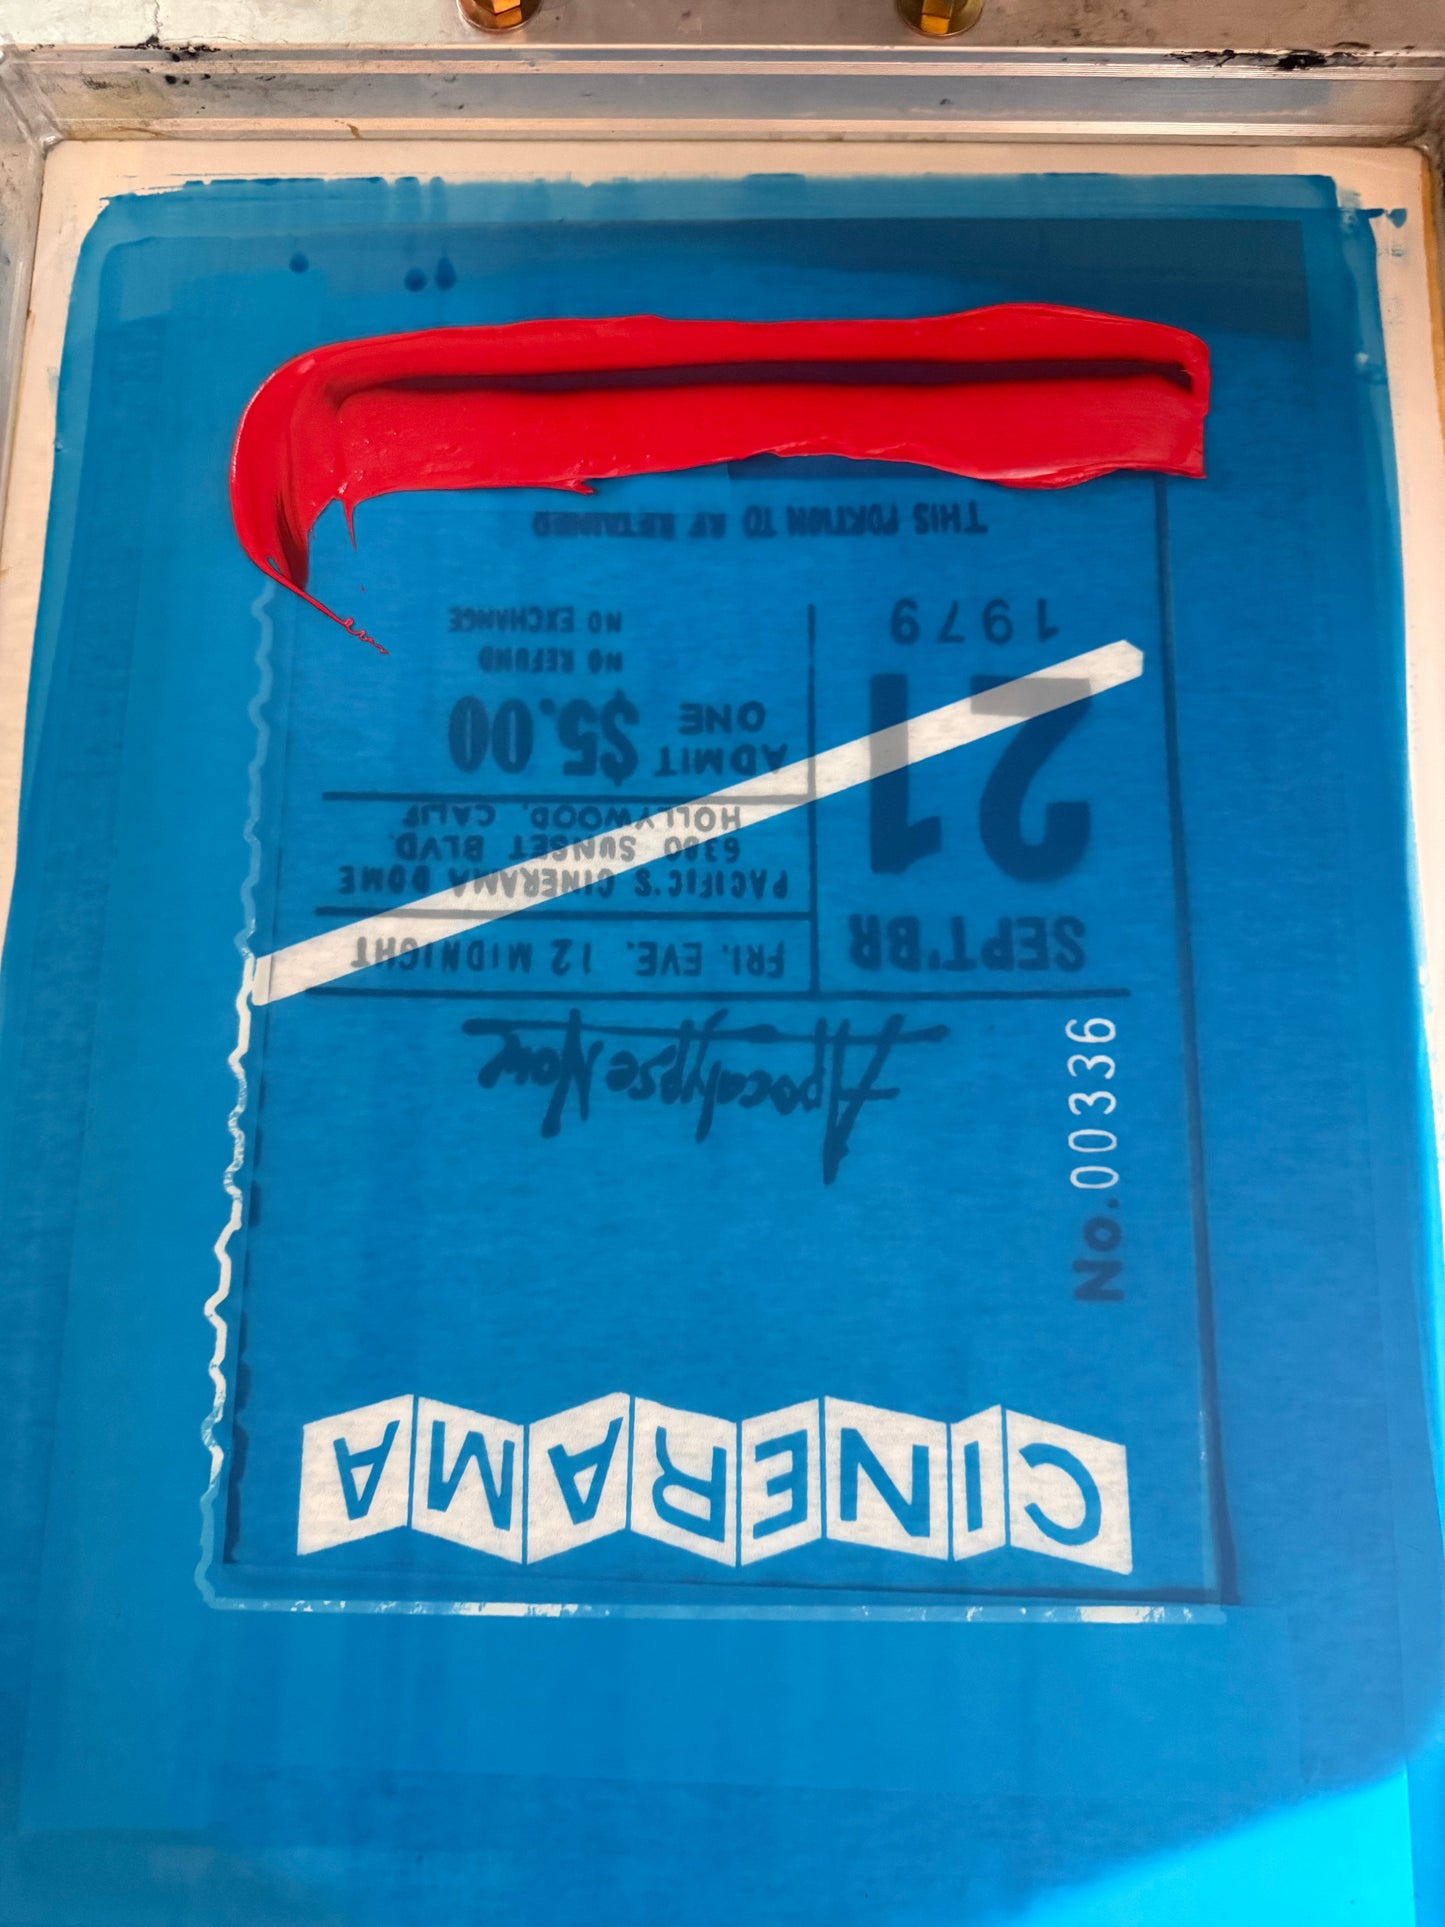 CINERAMA
No. 00336
Apocalypse Now
SEPT'BR
21
1979
FRI. EVE. 12 MIDNIGHT
PACIFIC'S CINERAMA DOME
6360 SUNSET BLVD.
HOLLYWOOD, CALIF
ADMIT
ONE
$5.00
NO REFUND
NO EXCHANGE
THIS PORTION TO BE RETAINED